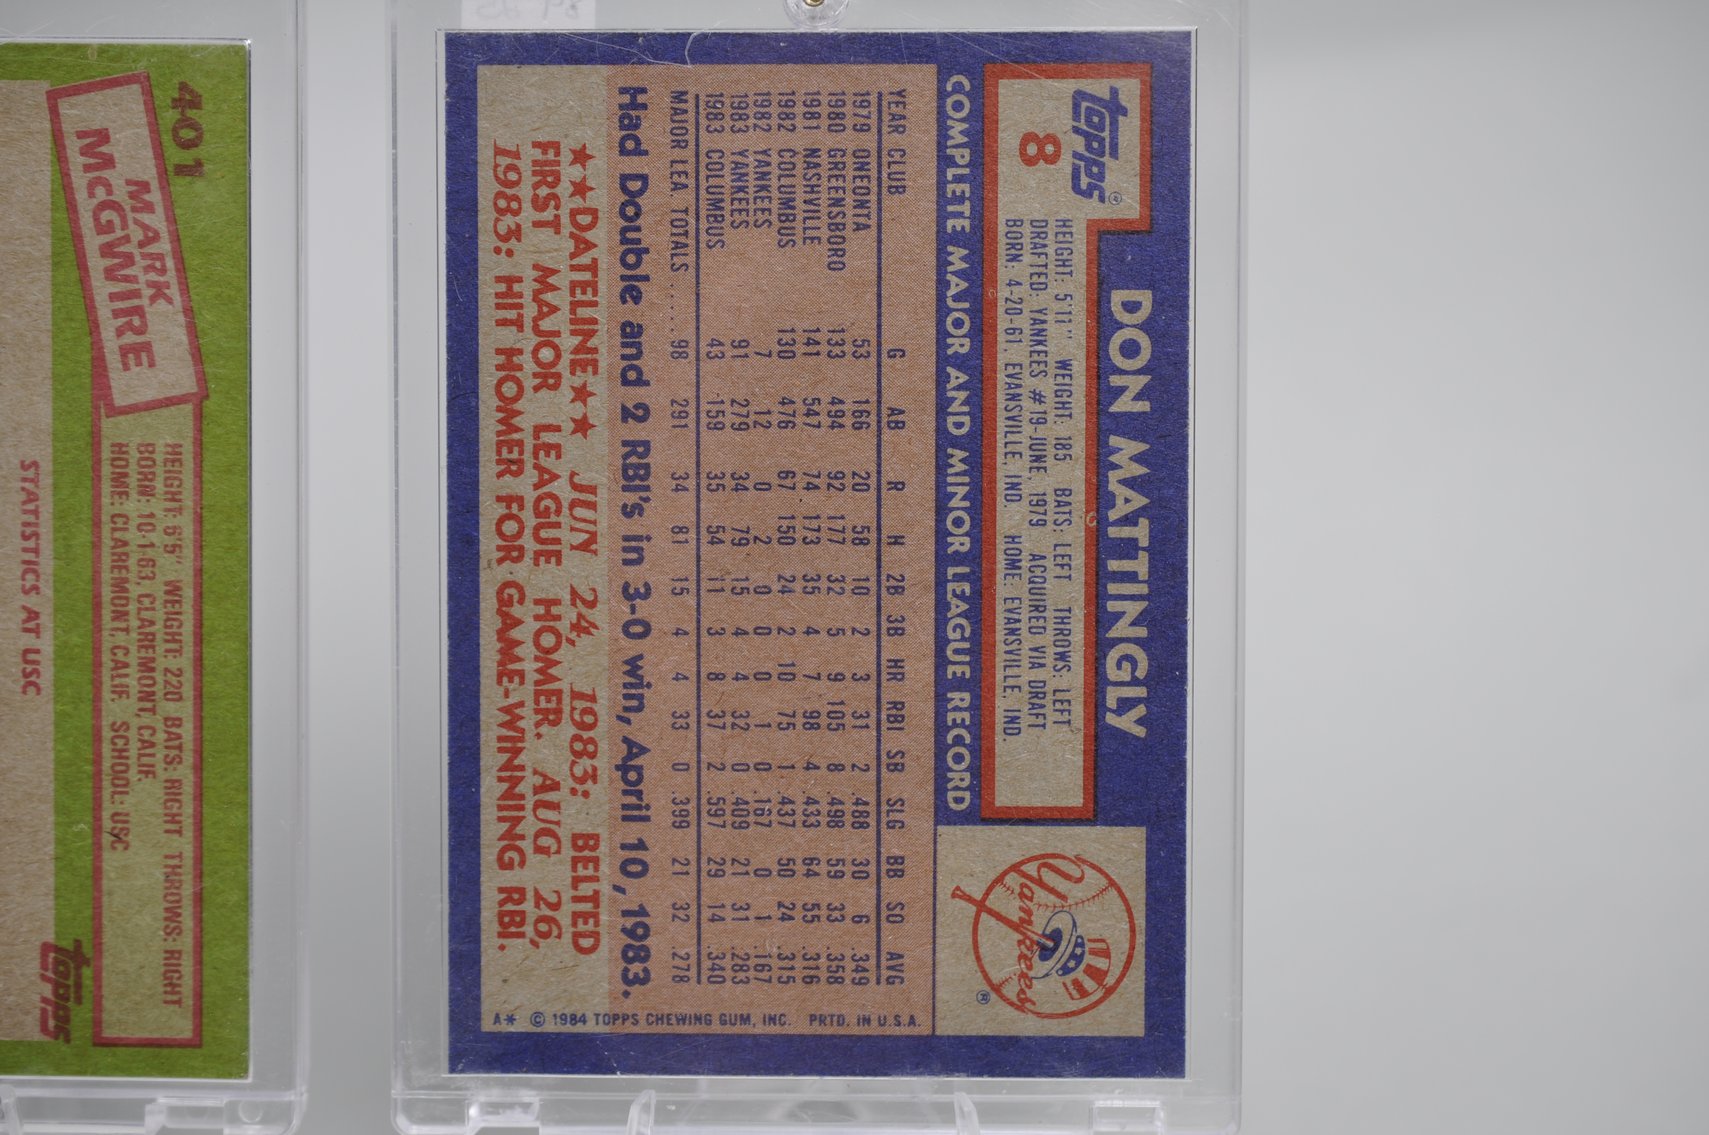 401
MARK
McGWIRE
HEIGHT: 6'5" WEIGHT: 220 BATS: RIGHT THROWS: RIGHT
BORN: 10-1-63, CLAREMONT, CALIF.
HOME: CLAREMONT, CALIF. SCHOOL: USC
STATISTICS AT USC
topps
topps®
8
DON MATTINGLY
HEIGHT: 5'11" WEIGHT: 185 BATS: LEFT THROWS: LEFT
DRAFTED: YANKEES #19-JUNE, 1979 ACQUIRED VIA DRAFT
BORN: 4-20-61, EVANSVILLE, IND. HOME: EVANSVILLE, IND.
Yankees
®
COMPLETE MAJOR AND MINOR LEAGUE RECORD
YEAR CLUB G AB R H 2B 3B HR RBI SB SLG BB SO AVG
1979 ONEONTA 53 166 20 58 10 2 3 31 2 .488 30 6 .349
1980 GREENSBORO 133 494 92 177 32 5 9 105 8 .498 59 33 .358
1981 NASHVILLE 141 547 74 173 35 4 7 98 4 .433 64 55 .316
1982 COLUMBUS 130 476 67 150 24 2 10 75 1 .437 50 24 .315
1982 YANKEES 7 12 0 2 0 0 0 1 0 .167 0 1 .167
1983 YANKEES 91 279 34 79 15 4 4 32 0 .409 21 31 .283
1983 COLUMBUS 43 159 35 54 11 3 8 37 2 .597 29 14 .340
MAJOR LEA TOTALS ..... 98 291 34 81 15 4 4 33 0 .399 21 32 .278
Had Double and 2 RBI's in 3-0 win, April 10, 1983.
★★DATELINE★★ JUN 24, 1983: BELTED
FIRST MAJOR LEAGUE HOMER. AUG 26,
1983: HIT HOMER FOR GAME-WINNING RBI.
A* © 1984 TOPPS CHEWING GUM, INC. PRTD. IN U.S.A.